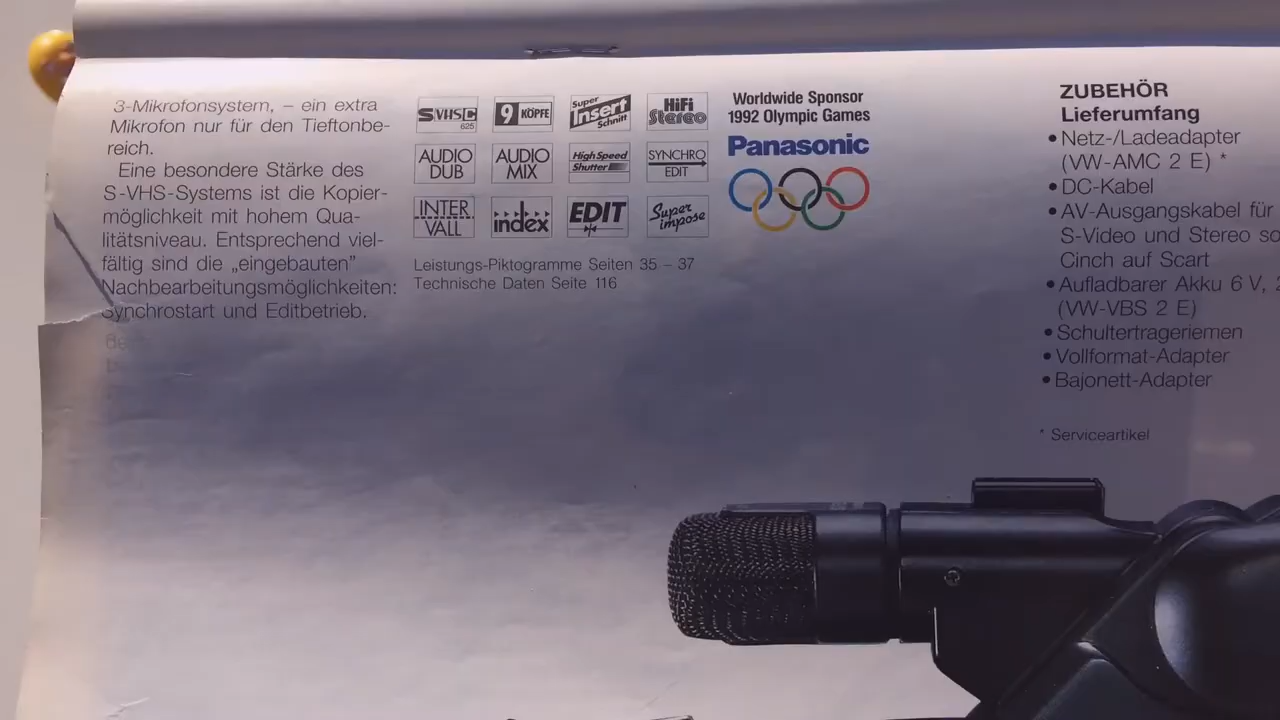 3-Mikrofonsystem, – ein extra
Mikrofon nur für den Tieftonbe-
reich.
Eine besondere Stärke des
S-VHS-Systems ist die Kopier-
möglichkeit mit hohem Qua-
litätsniveau. Entsprechend viel-
fältig sind die „eingebauten”
Nachbearbeitungsmöglichkeiten:
Synchrostart und Editbetrieb.
S-VHS C
625
9 KÖPFE
Super
Insert
Schnitt
HiFi
Stereo
AUDIO
DUB
AUDIO
MIX
High Speed
Shutter
SYNCHRO
EDIT
INTER
VALL
index
EDIT
Super
impose
Leistungs-Piktogramme Seiten 35 – 37
Technische Daten Seite 116
Worldwide Sponsor
1992 Olympic Games
Panasonic
ZUBEHÖR
Lieferumfang
• Netz-/Ladeadapter
(VW-AMC 2 E) *
• DC-Kabel
• AV-Ausgangskabel für
S-Video und Stereo
Cinch auf Scart
• Aufladbarer Akku 6 V,
(VW-VBS 2 E)
• Schultertrageriemen
• Vollformat-Adapter
• Bajonett-Adapter
* Serviceartikel